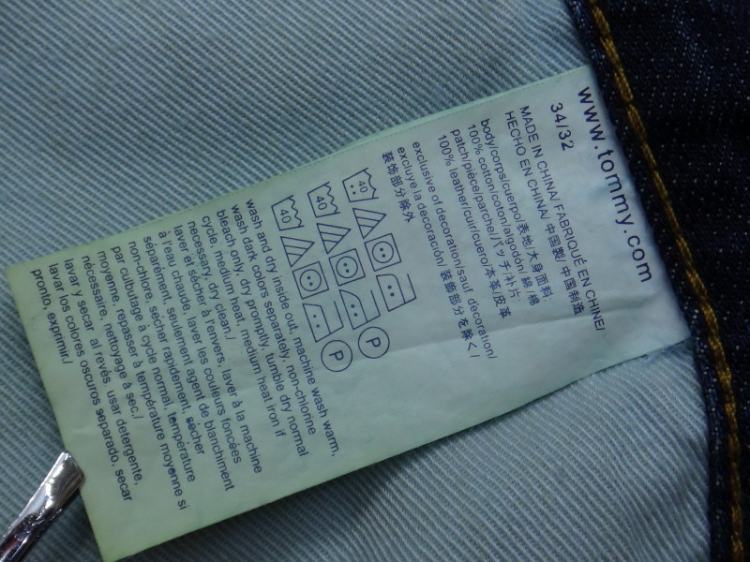 www.tommy.com
34/32
MADE IN CHINA/ FABRIQUÉ EN CHINE/
HECHO EN CHINA/ 中国製/ 中国制造
body/corps/cuerpo/表地/大身面料
100% cotton/coton/algodón/ 綿/棉
patch/pièce/parche/パッチ/补片
100% leather/cuir/cuero/本革/皮革
exclusive of decoration/sauf décoration/
excluye la decoración/ 装飾部分を除く/
装饰部分除外
40
40 P
40 P
wash and dry inside out, machine wash warm,
wash dark colors separately, non-chlorine
bleach only, dry promptly, tumble dry normal
cycle, medium heat, medium heat iron if
necessary, dry clean./
laver et sécher à l'envers, laver à la machine
à l'eau chaude, laver les couleurs foncées
séparément, seulement agent de blanchiment
non-chlore, sécher rapidement, sécher
par culbutage à cycle normal, température
moyenne, repasser à température moyenne si
nécessaire, nettoyage à sec./
lavar y secar al revés, usar detergente,
lavar los colores oscuros separado, secar
pronto, exprimir./